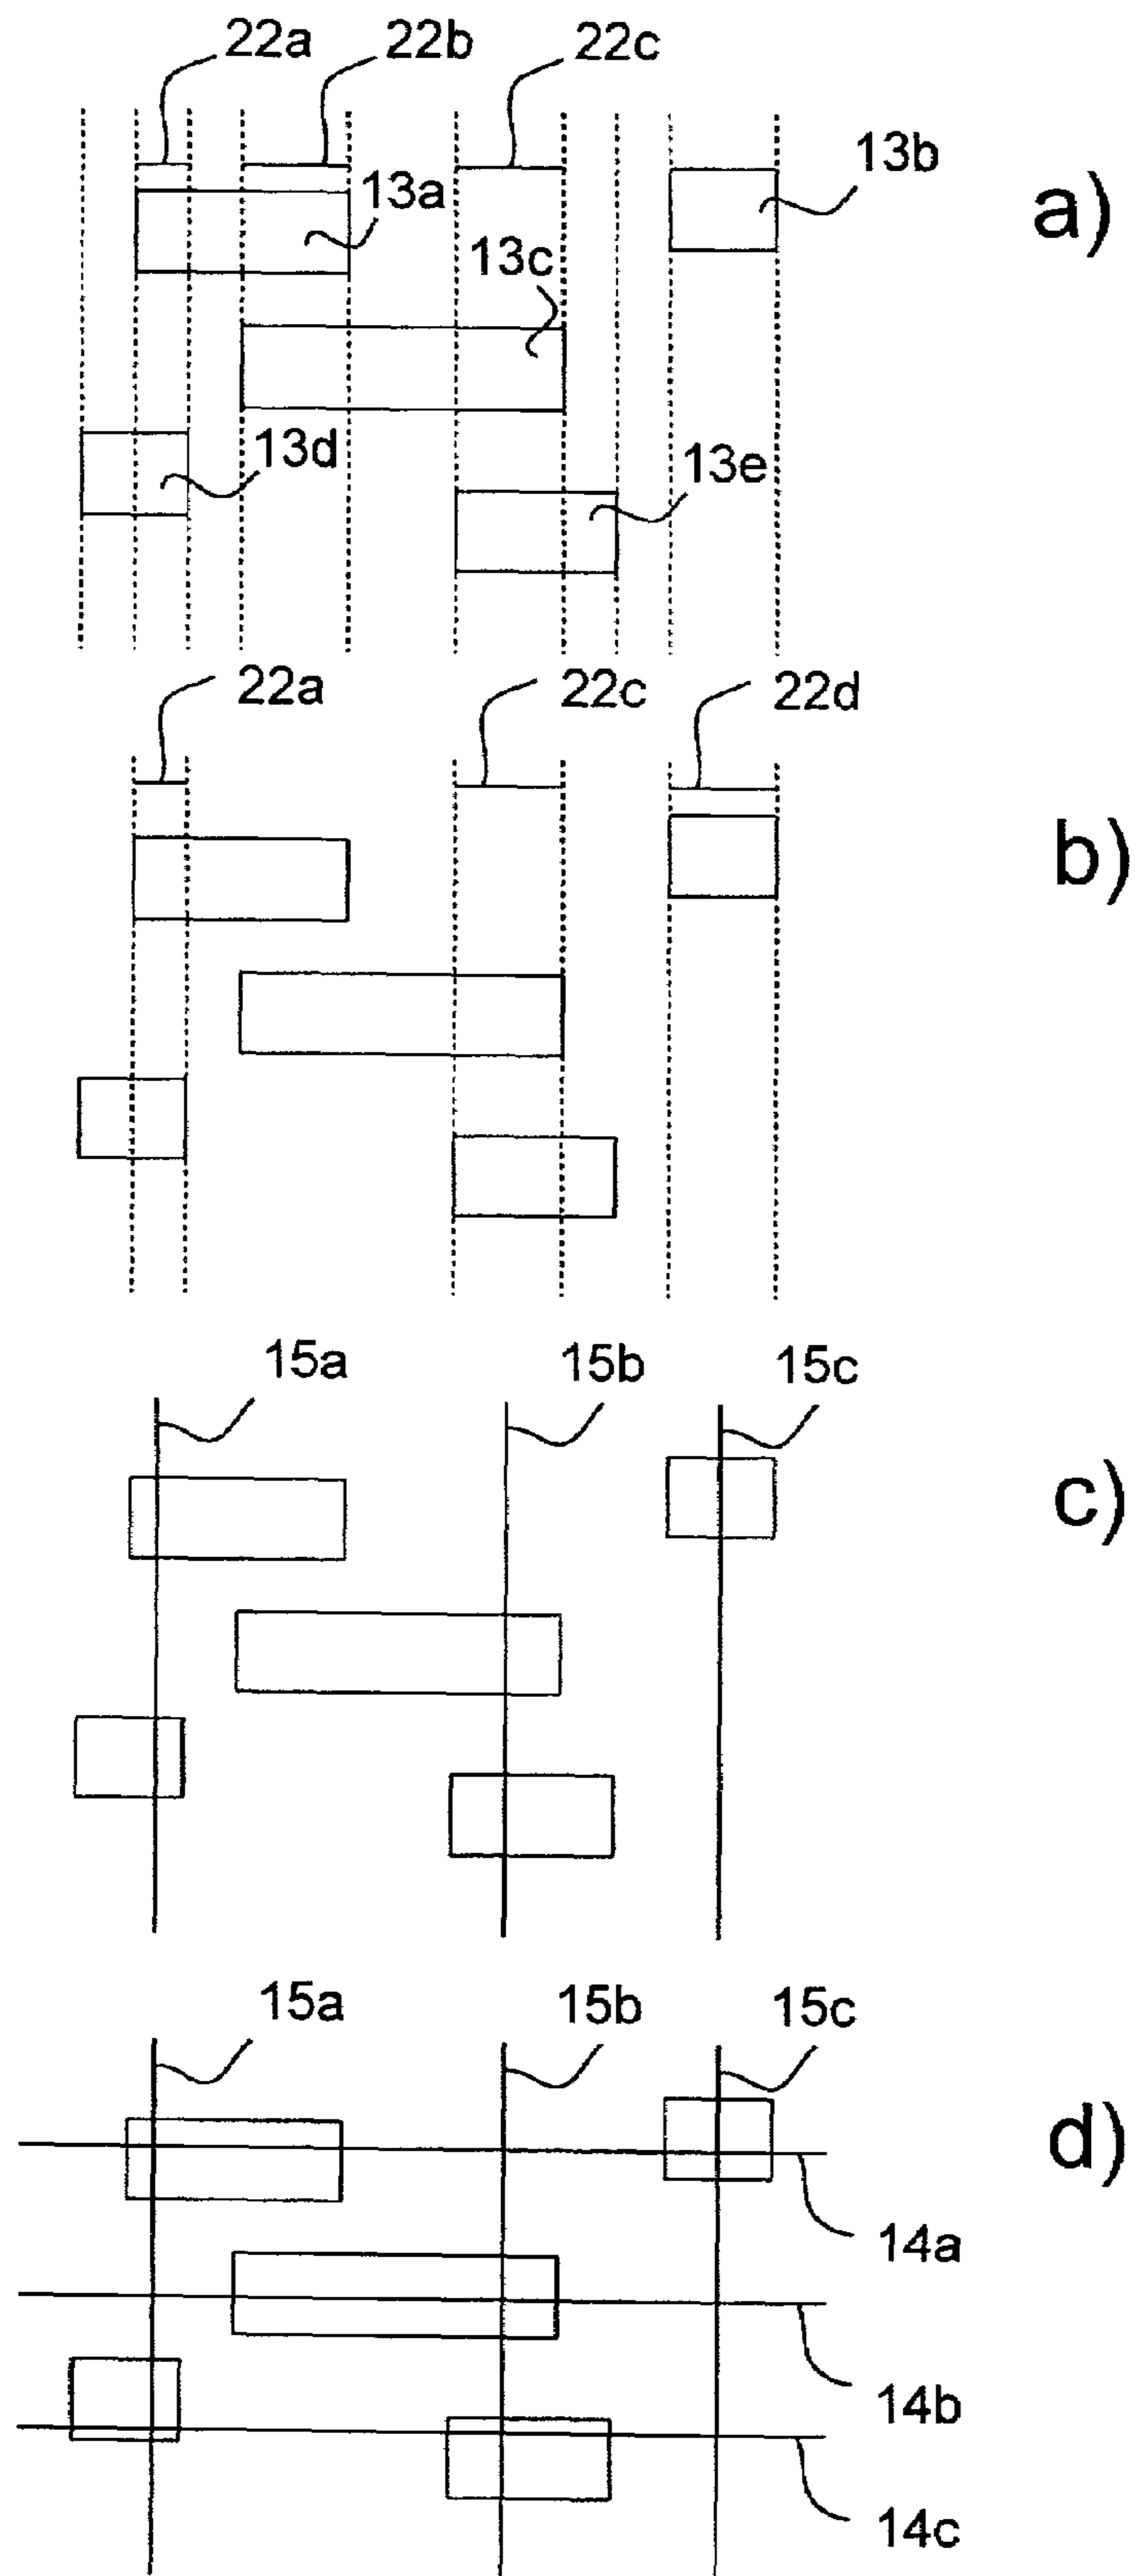 22a 22b 22c
13b
13a
a)
13c
13d 13e
22a 22c 22d
b)
15a 15b 15c
c)
15a 15b 15c
d)
14a
14b
14c